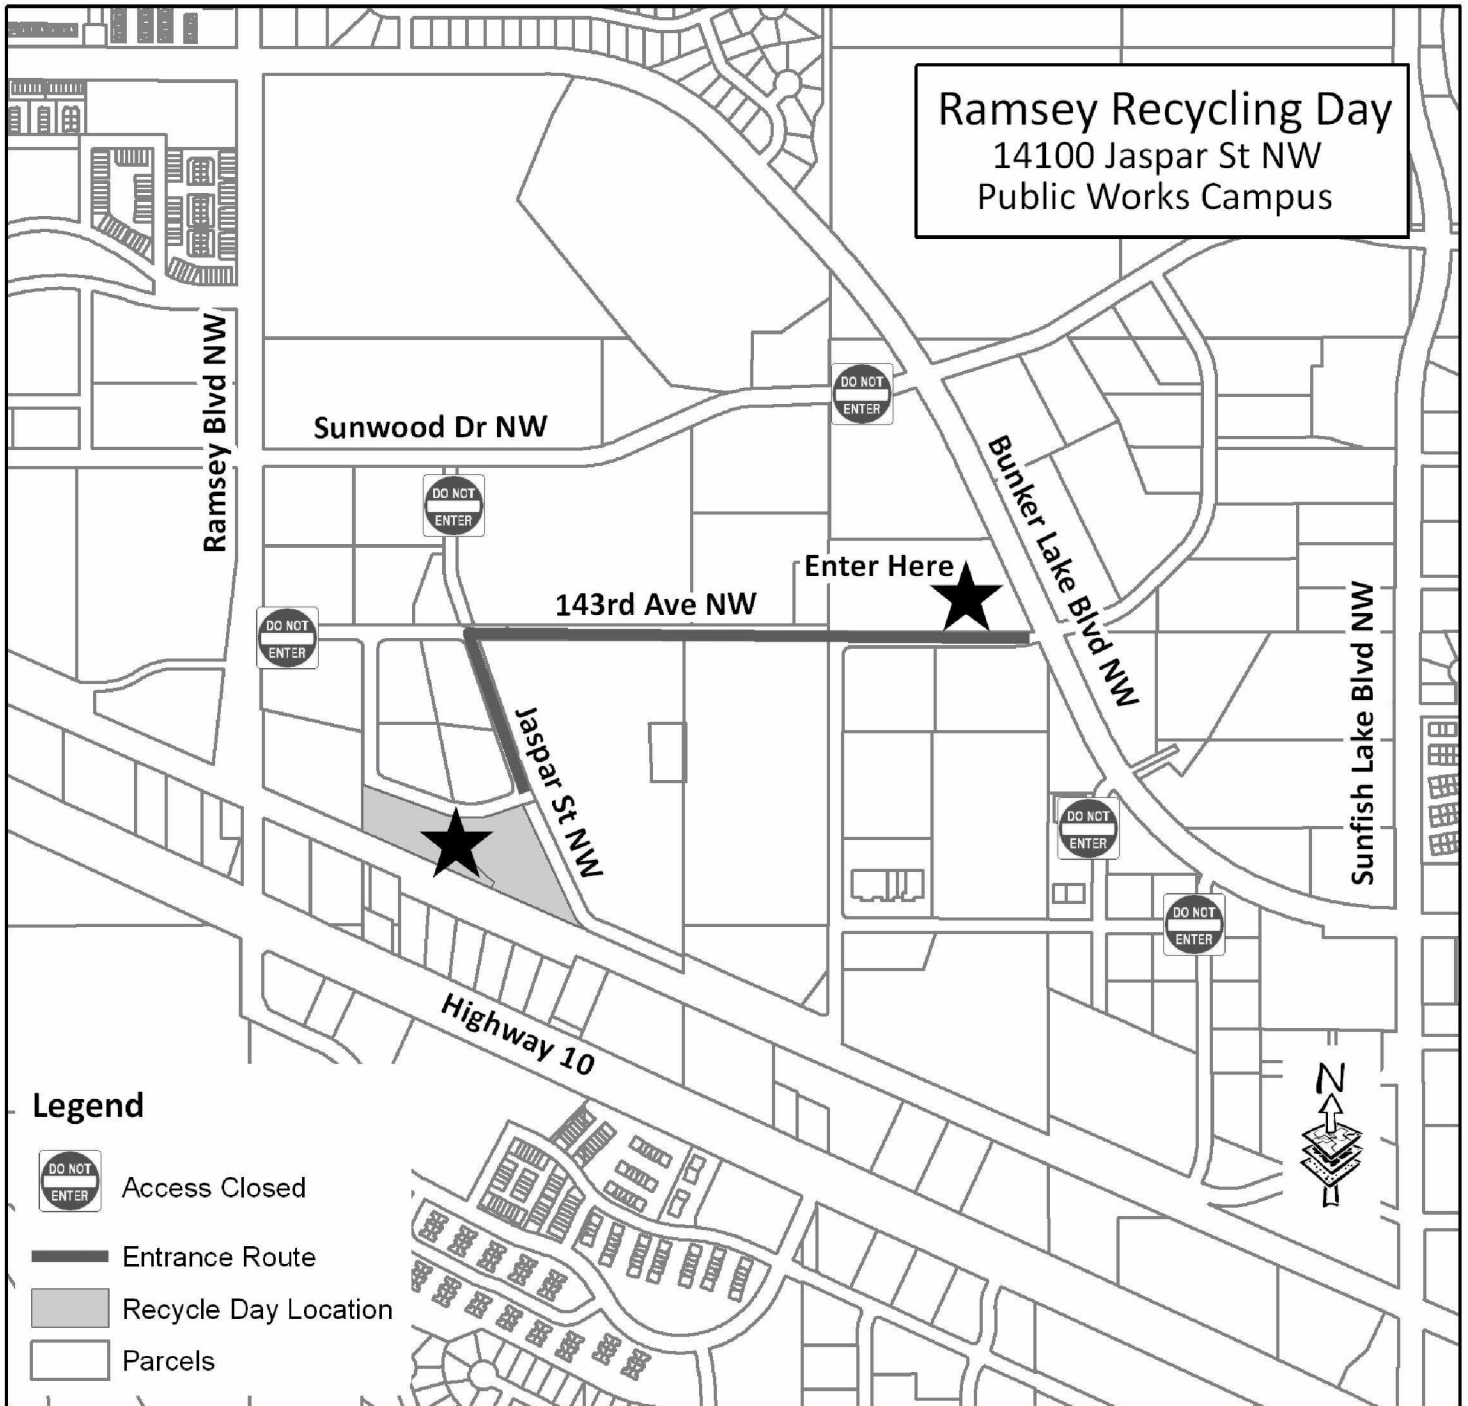 Ramsey Recycling Day
14100 Jaspar St NW
Public Works Campus
Ramsey Blvd NW
Sunwood Dr NW
DO NOT
ENTER
DO NOT
ENTER
Bunker Lake Blvd NW
Enter Here
143rd Ave NW
DO NOT
ENTER
Sunfish Lake Blvd NW
Jaspar St NW
DO NOT
ENTER
DO NOT
ENTER
Highway 10
N
Legend
DO NOT
ENTER
Access Closed
Entrance Route
Recycle Day Location
Parcels